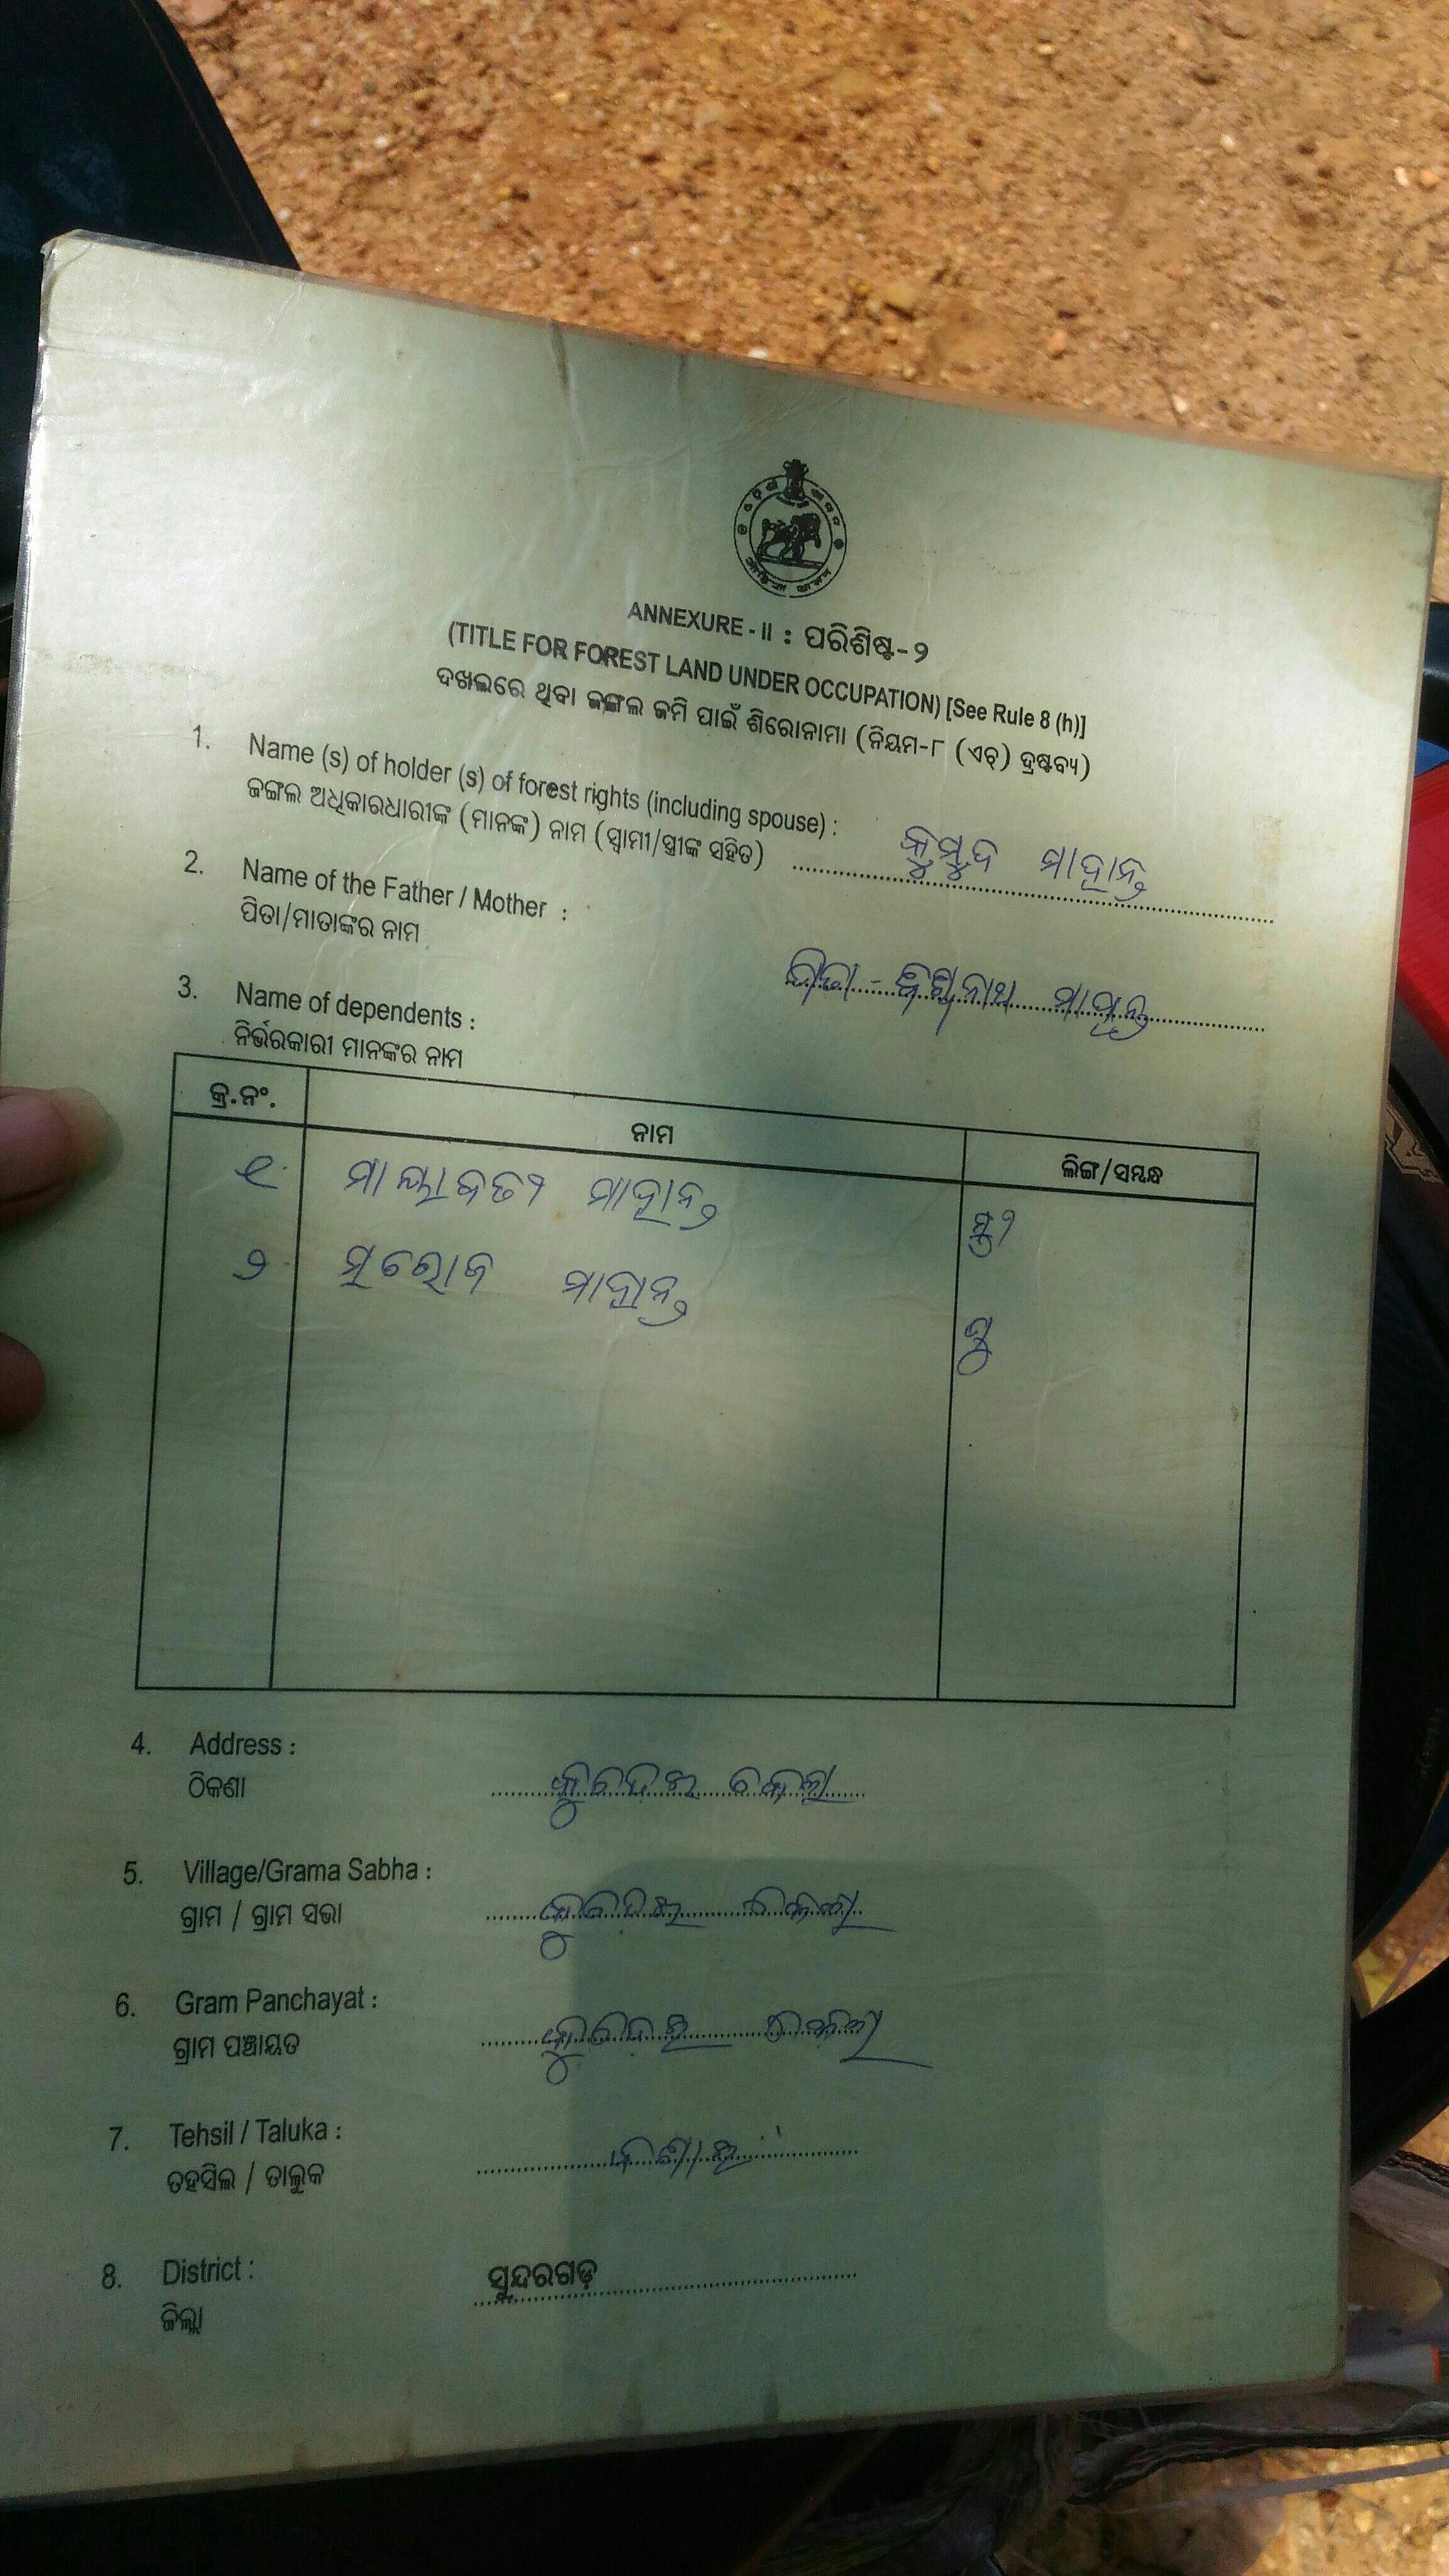 ANNEXURE - II : ପରିଶିଷ୍ଟ-୨
(TITLE FOR FOREST LAND UNDER OCCUPATION) [See Rule 8 (h)]
ଦଖଲରେ ଥିବା ଜଙ୍ଗଲ ଜମି ପାଇଁ ଶିରୋନାମା (ନିୟମ-୮ (ଏଚ୍) ଦ୍ରଷ୍ଟବ୍ୟ)
1. Name (s) of holder (s) of forest rights (including spouse) :
ଜଙ୍ଗଲ ଅଧିକାରଧାରୀଙ୍କ (ମାନଙ୍କ) ନାମ (ସ୍ୱାମୀ/ସ୍ତ୍ରୀଙ୍କ ସହିତ) କୁମୁଦ ମାହାନ୍ତ
2. Name of the Father / Mother :
ପିତା/ମାତାଙ୍କର ନାମ ପିତା -
3. Name of dependents :
ନିର୍ଭରକାରୀ ମାନଙ୍କର ନାମ
କ୍ର.ନଂ. ନାମ ଲିଙ୍ଗ/ସମ୍ବନ୍ଧ
୧. ମାହାନ୍ତ ସ୍ତ୍ରୀ
୨. ସରୋଜ ମାହାନ୍ତ ପୁ
4. Address :
ଠିକଣା
5. Village/Grama Sabha :
ଗ୍ରାମ / ଗ୍ରାମ ସଭା
6. Gram Panchayat :
ଗ୍ରାମ ପଞ୍ଚାୟତ
7. Tehsil / Taluka :
ତହସିଲ / ତାଲୁକ
8. District : ସୁନ୍ଦରଗଡ଼
ଜିଲ୍ଲା